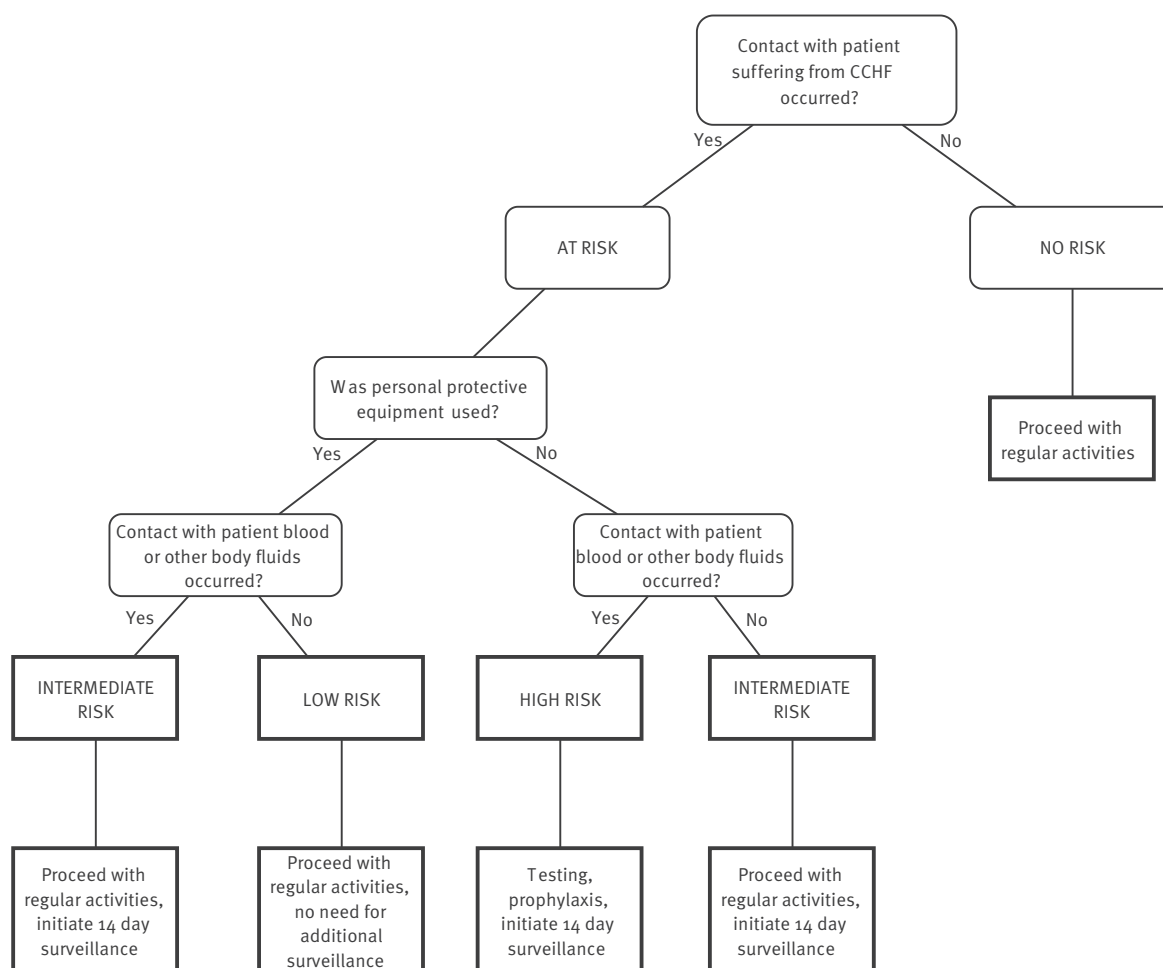 Contact with patient
suffering from CCHF
occurred?
Yes
No
AT RISK
NO RISK
Was personal protective
equipment used?
Proceed with
regular activities
Yes
No
Contact with patient blood
or other body fluids
occurred?
Contact with patient
blood or other body fluids
occurred?
Yes
No
Yes
No
INTERMEDIATE
RISK
LOW RISK
HIGH RISK
INTERMEDIATE
RISK
Proceed with
regular activities,
initiate 14 day
surveillance
Proceed with
regular activities,
no need for
additional
surveillance
Testing,
prophylaxis,
initiate 14 day
surveillance
Proceed with
regular activities,
initiate 14 day
surveillance